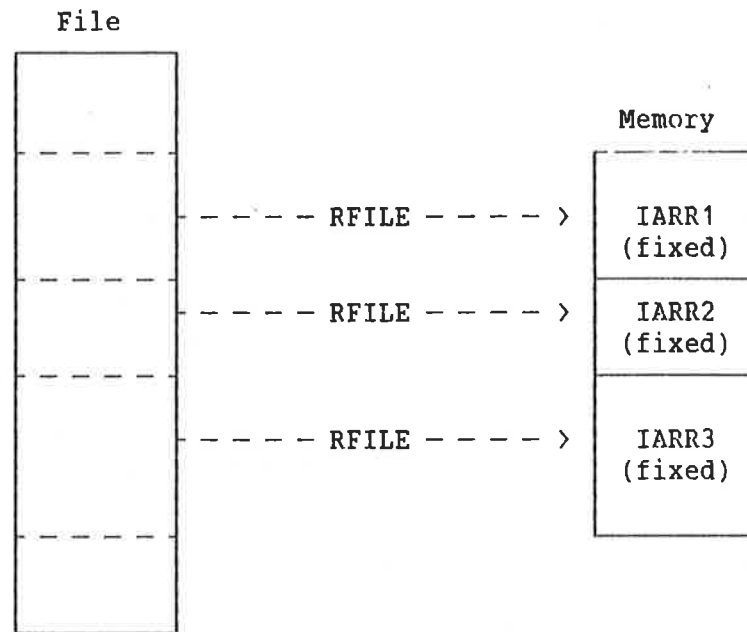 File
Memory
RFILE
IARR1
(fixed)
RFILE
IARR2
(fixed)
RFILE
IARR3
(fixed)